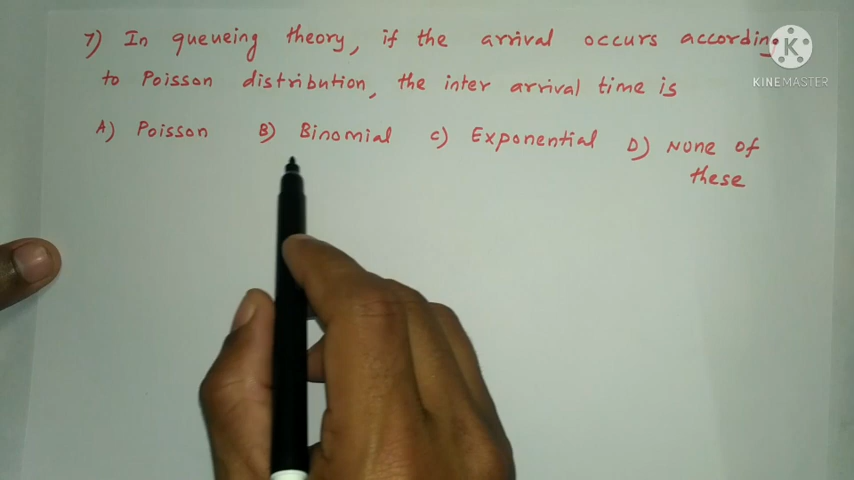 7) In queueing theory, if the arrival occurs according
to Poisson distribution, the inter arrival time is
A) Poisson B) Binomial C) Exponential D) None of
these
KINEMASTER